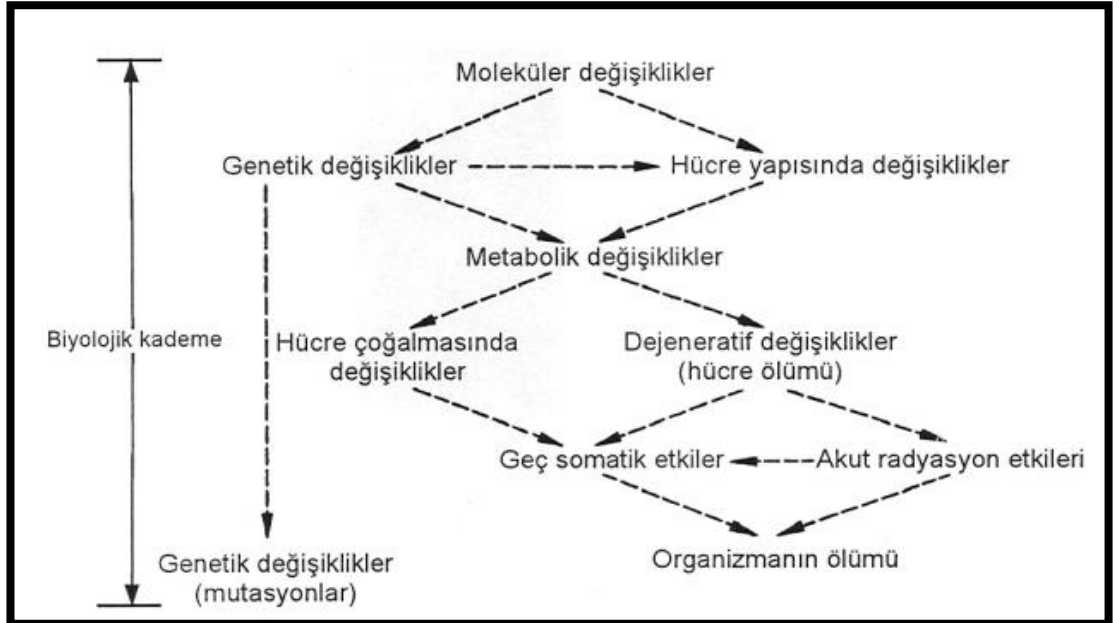 Moleküler değişiklikler
Genetik değişiklikler
Hücre yapısında değişiklikler
Metabolik değişiklikler
Biyolojik kademe
Hücre çoğalmasında
değişiklikler
Dejeneratif değişiklikler
(hücre ölümü)
Geç somatik etkiler
Akut radyasyon etkileri
Genetik değişiklikler
(mutasyonlar)
Organizmanın ölümü